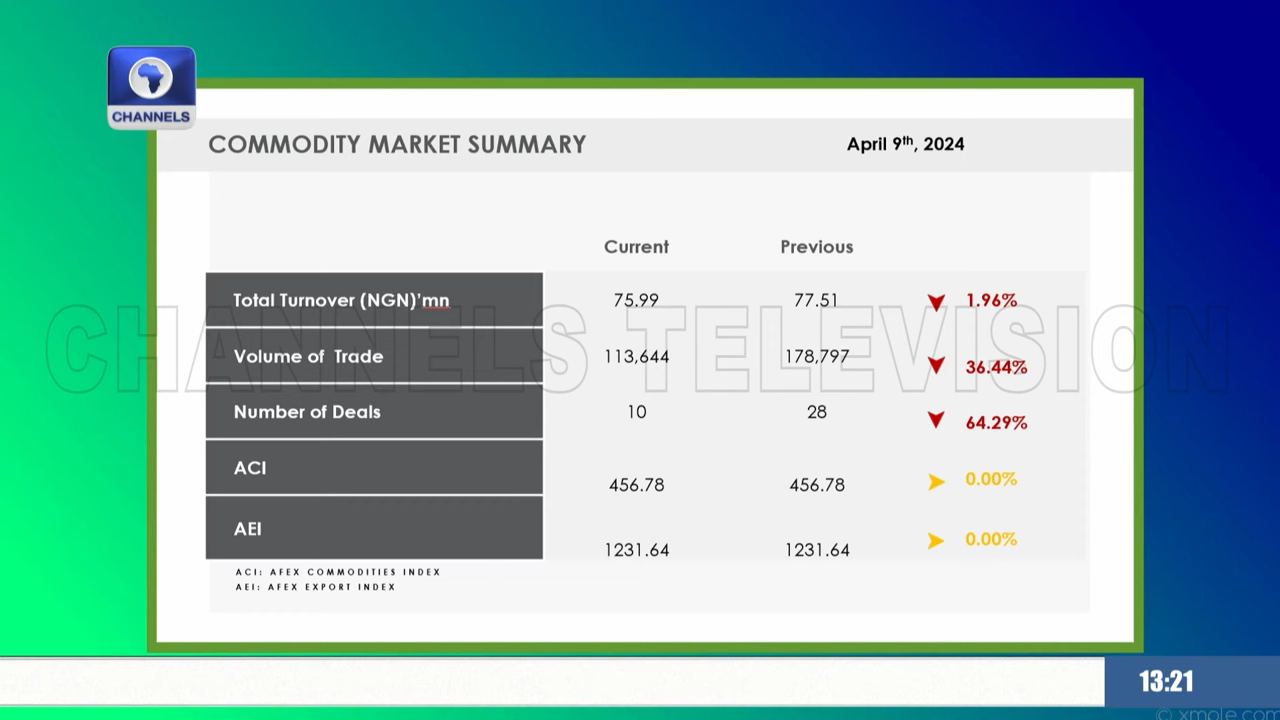 CHANNELS
COMMODITY MARKET SUMMARY April 9th, 2024
Current Previous
Total Turnover (NGN)'mn 75.99 77.51 1.96%
CHANNELS TELEVISION
Volume of Trade 113,644 178,797 36.44%
Number of Deals 10 28 64.29%
ACI 456.78 456.78 0.00%
AEI 1231.64 1231.64 0.00%
ACI: AFEX COMMODITIES INDEX
AEI: AFEX EXPORT INDEX
13:21
© xmple.com